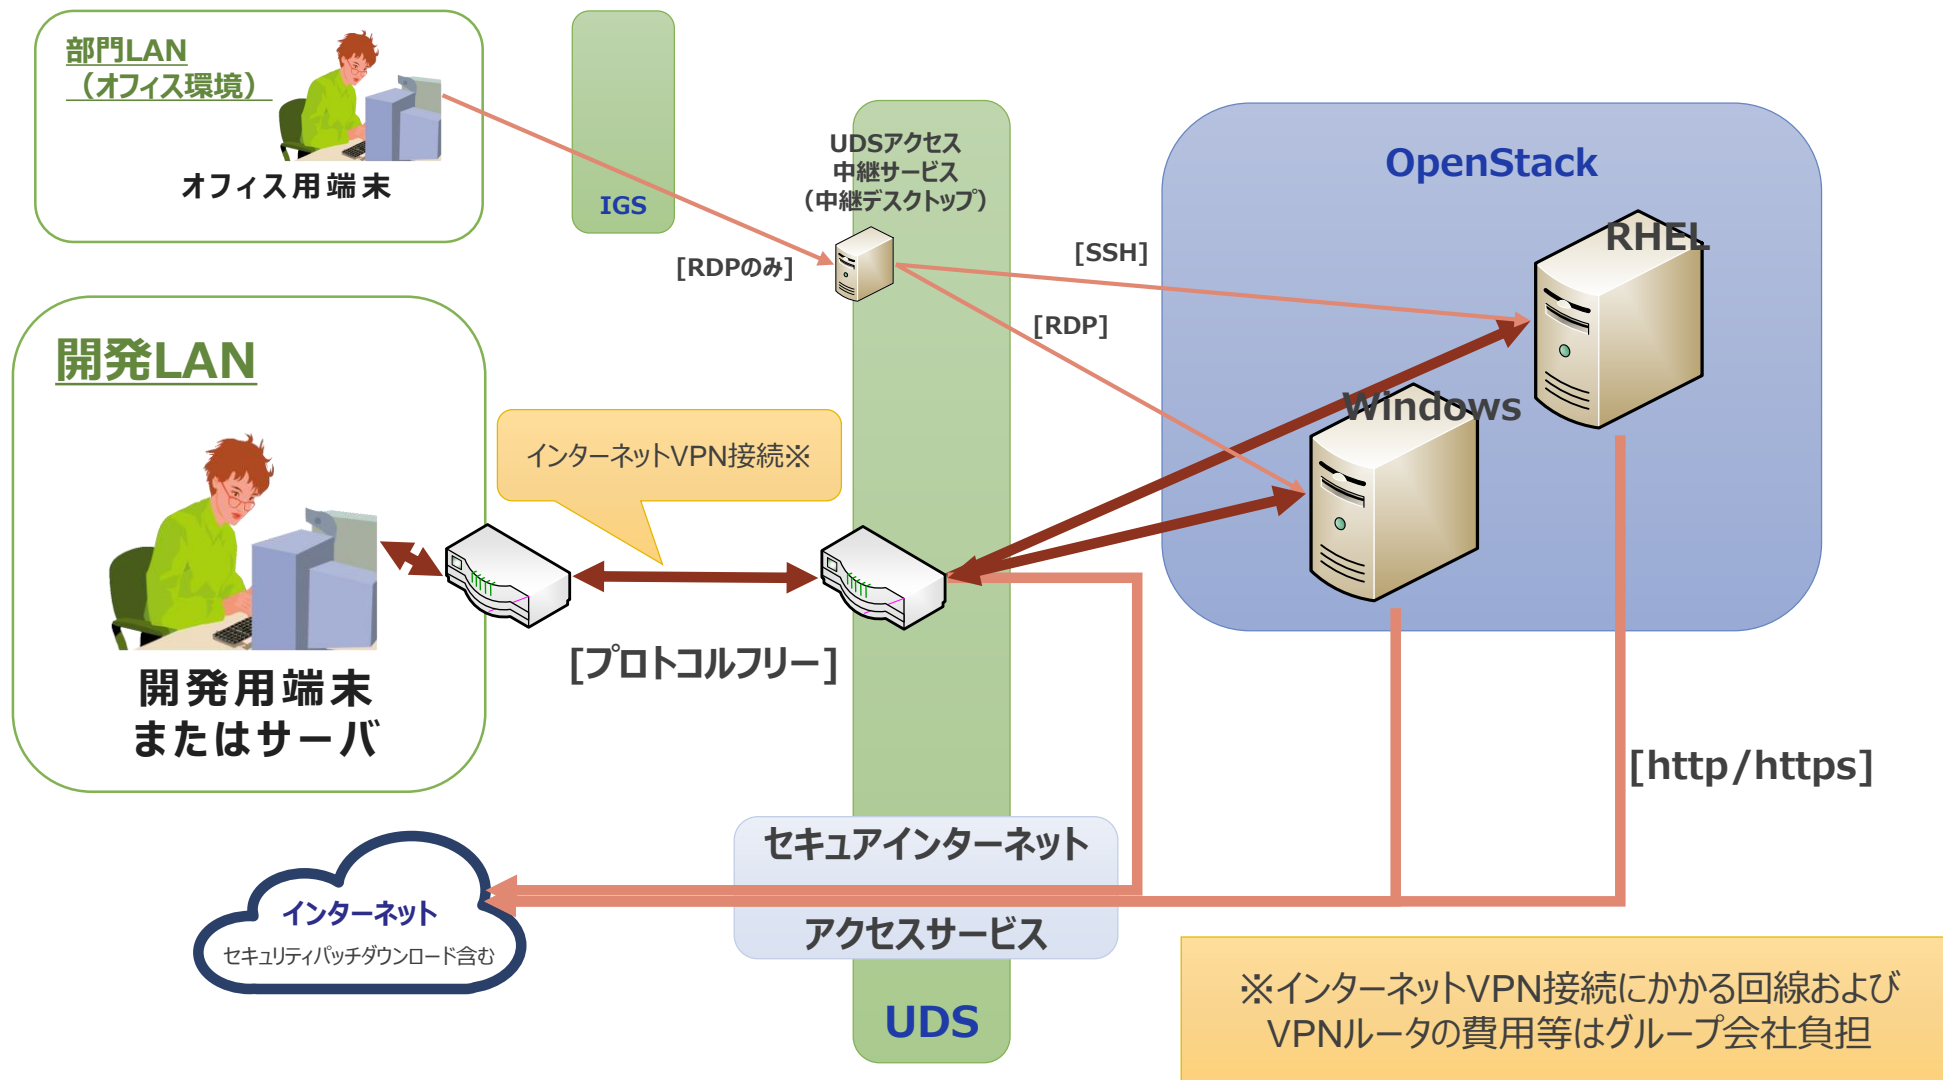 部門LAN
（オフィス環境）
オフィス用端末
IGS
UDSアクセス
中継サービス
（中継デスクトップ）
[RDPのみ]
[SSH]
[RDP]
OpenStack
RHEL
Windows
開発LAN
インターネットVPN接続※
[プロトコルフリー]
開発用端末
またはサーバ
[http/https]
セキュアインターネット
アクセスサービス
インターネット
セキュリティパッチダウンロード含む
UDS
※インターネットVPN接続にかかる回線および
VPNルータの費用等はグループ会社負担